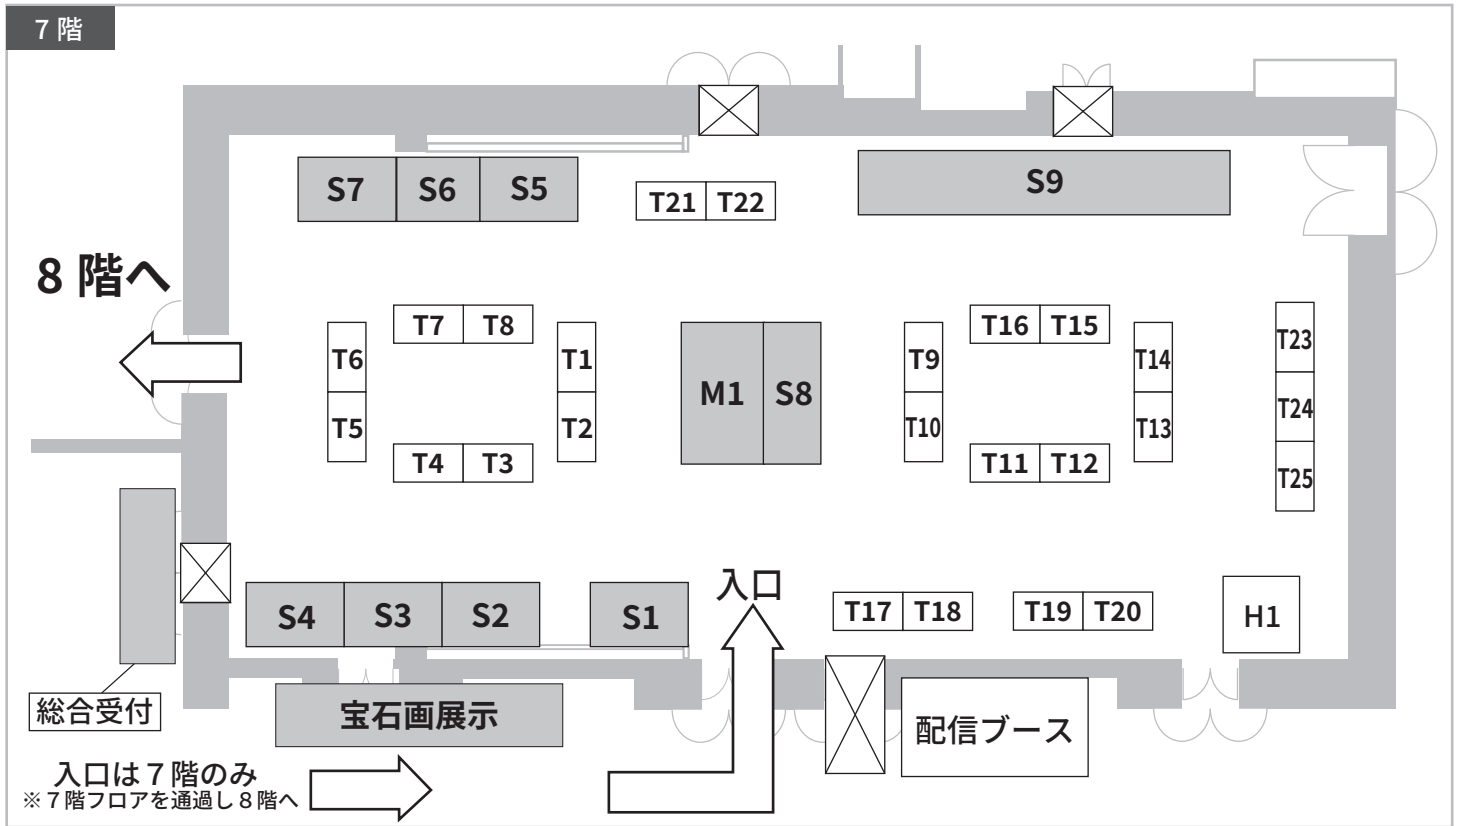 7 階
S7
S6
S5
T21
T22
S9
8 階へ
T7
T8
T16
T15
T6
T1
M1
S8
T9
T14
T23
T5
T2
T10
T13
T24
T4
T3
T11
T12
T25
入口
S4
S3
S2
S1
T17
T18
T19
T20
H1
総合受付
宝石画展示
配信ブース
入口は７階のみ
※７階フロアを通過し８階へ